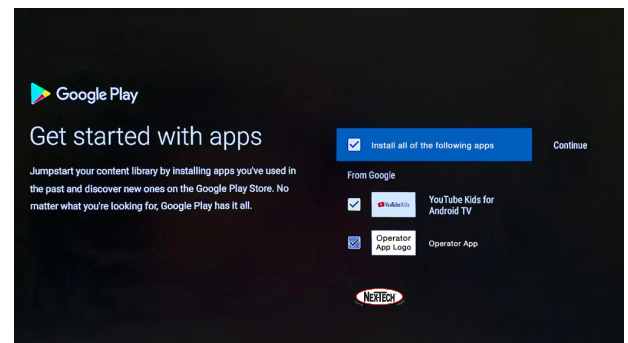 Google Play
Get started with apps
Jumpstart your content library by installing apps you've used in
the past and discover new ones on the Google Play Store. No
matter what you're looking for, Google Play has it all.
Install all of the following apps
Continue
From Google
YouTube Kids
YouTube Kids for
Android TV
Operator
App Logo
Operator App
NEXTECH